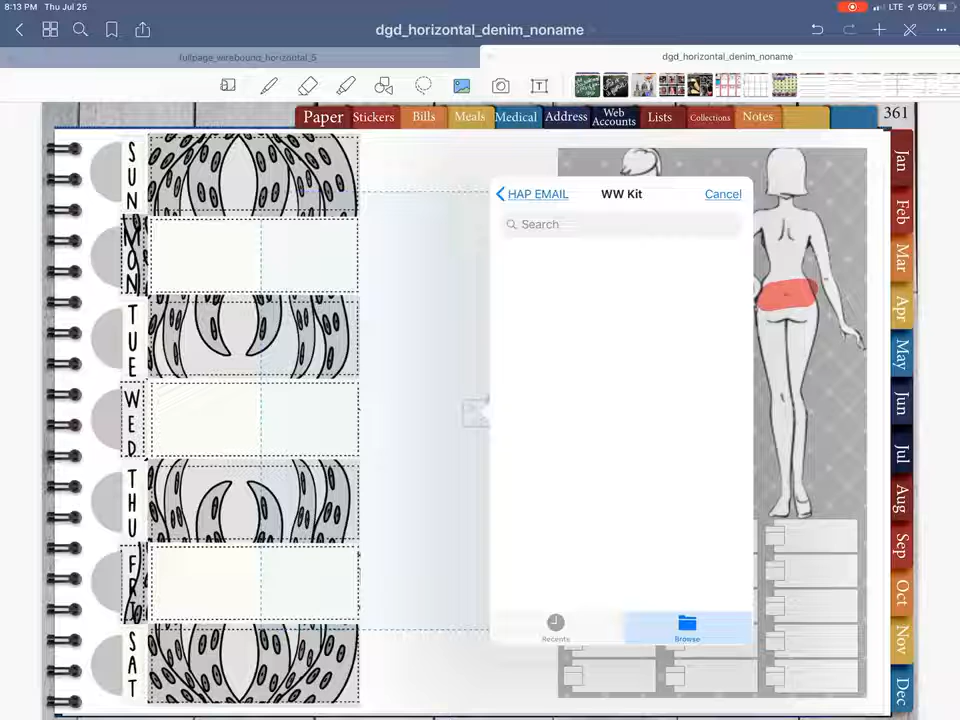 8:13 PM Thu Jul 25
LTE 50%
dgd_horizontal_denim_noname
fullpage_wirebound_horizontal_5
dgd_horizontal_denim_noname
Paper Stickers Bills Meals Medical Address Web Accounts Lists Collections Notes
361
SUN
MON
TUE
WED
THU
FRI
SAT
HAP EMAIL
WW Kit
Cancel
Search
Recents
Browse
Jan
Feb
Mar
Apr
May
Jun
Jul
Aug
Sep
Oct
Nov
Dec